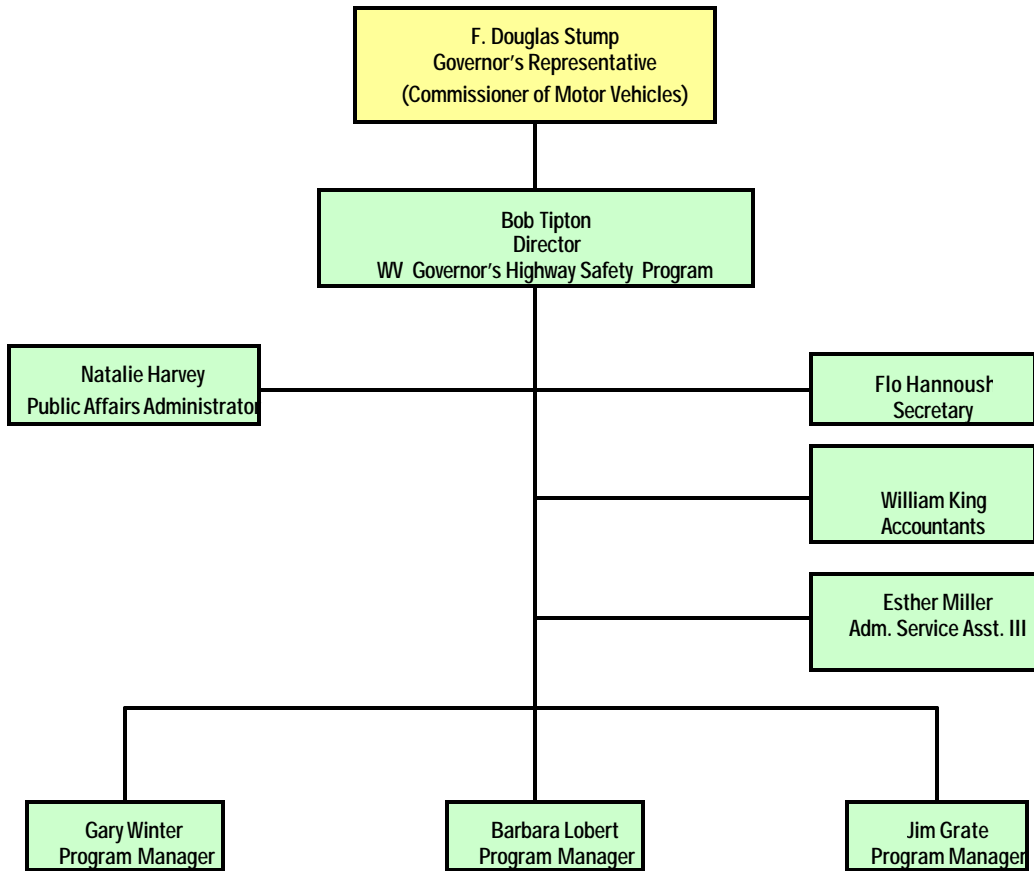 F. Douglas Stump
Governor's Representative
(Commissioner of Motor Vehicles)
Bob Tipton
Director
WV Governor's Highway Safety Program
Natalie Harvey
Public Affairs Administrator
Flo Hannoush
Secretary
William King
Accountants
Esther Miller
Adm. Service Asst. III
Gary Winter
Program Manager
Barbara Lobert
Program Manager
Jim Grate
Program Manager